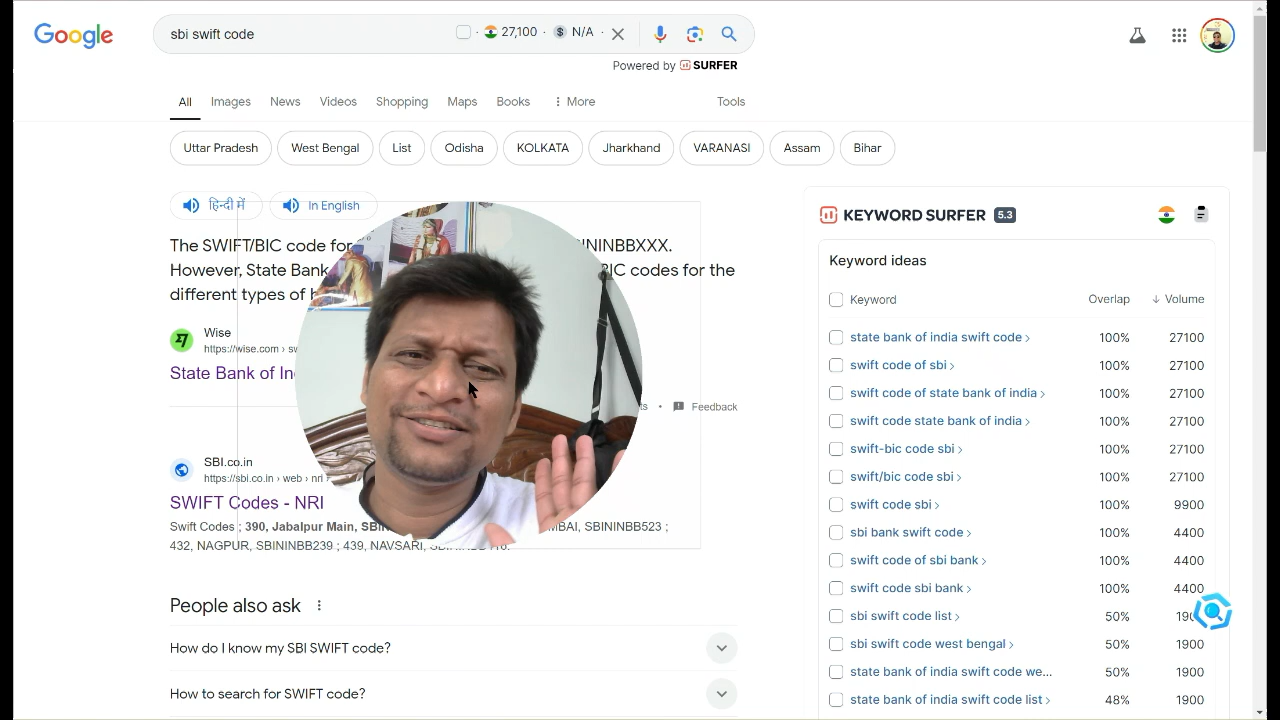 Google
sbi swift code
27,100 · $ N/A ·
Powered by SURFER
All Images News Videos Shopping Maps Books More Tools
Uttar Pradesh West Bengal List Odisha KOLKATA Jharkhand VARANASI Assam Bihar
हिन्दी में In English
The SWIFT/BIC code for BININBBXXX.
However, State Bank BIC codes for the
different types of
Wise
https://wise.com ›
State Bank of In
Feedback
SBI.co.in
https://sbi.co.in › web › nri
SWIFT Codes - NRI
Swift Codes ; 390, Jabalpur Main, SBIN MBAI, SBININBB523 ;
432, NAGPUR, SBININBB239 ; 439, NAVSARI,
People also ask
How do I know my SBI SWIFT code?
How to search for SWIFT code?
KEYWORD SURFER 5.3
Keyword ideas
Keyword Overlap Volume
state bank of india swift code 100% 27100
swift code of sbi 100% 27100
swift code of state bank of india 100% 27100
swift code state bank of india 100% 27100
swift-bic code sbi 100% 27100
swift/bic code sbi 100% 27100
swift code sbi 100% 9900
sbi bank swift code 100% 4400
swift code of sbi bank 100% 4400
swift code sbi bank 100% 4400
sbi swift code list 50%
sbi swift code west bengal 50% 1900
state bank of india swift code we... 50% 1900
state bank of india swift code list 48% 1900